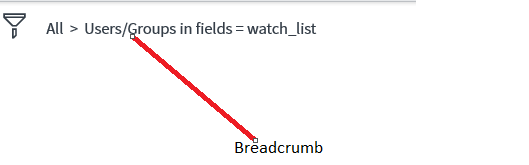 All > Users/Groups in fields = watch_list
Breadcrumb